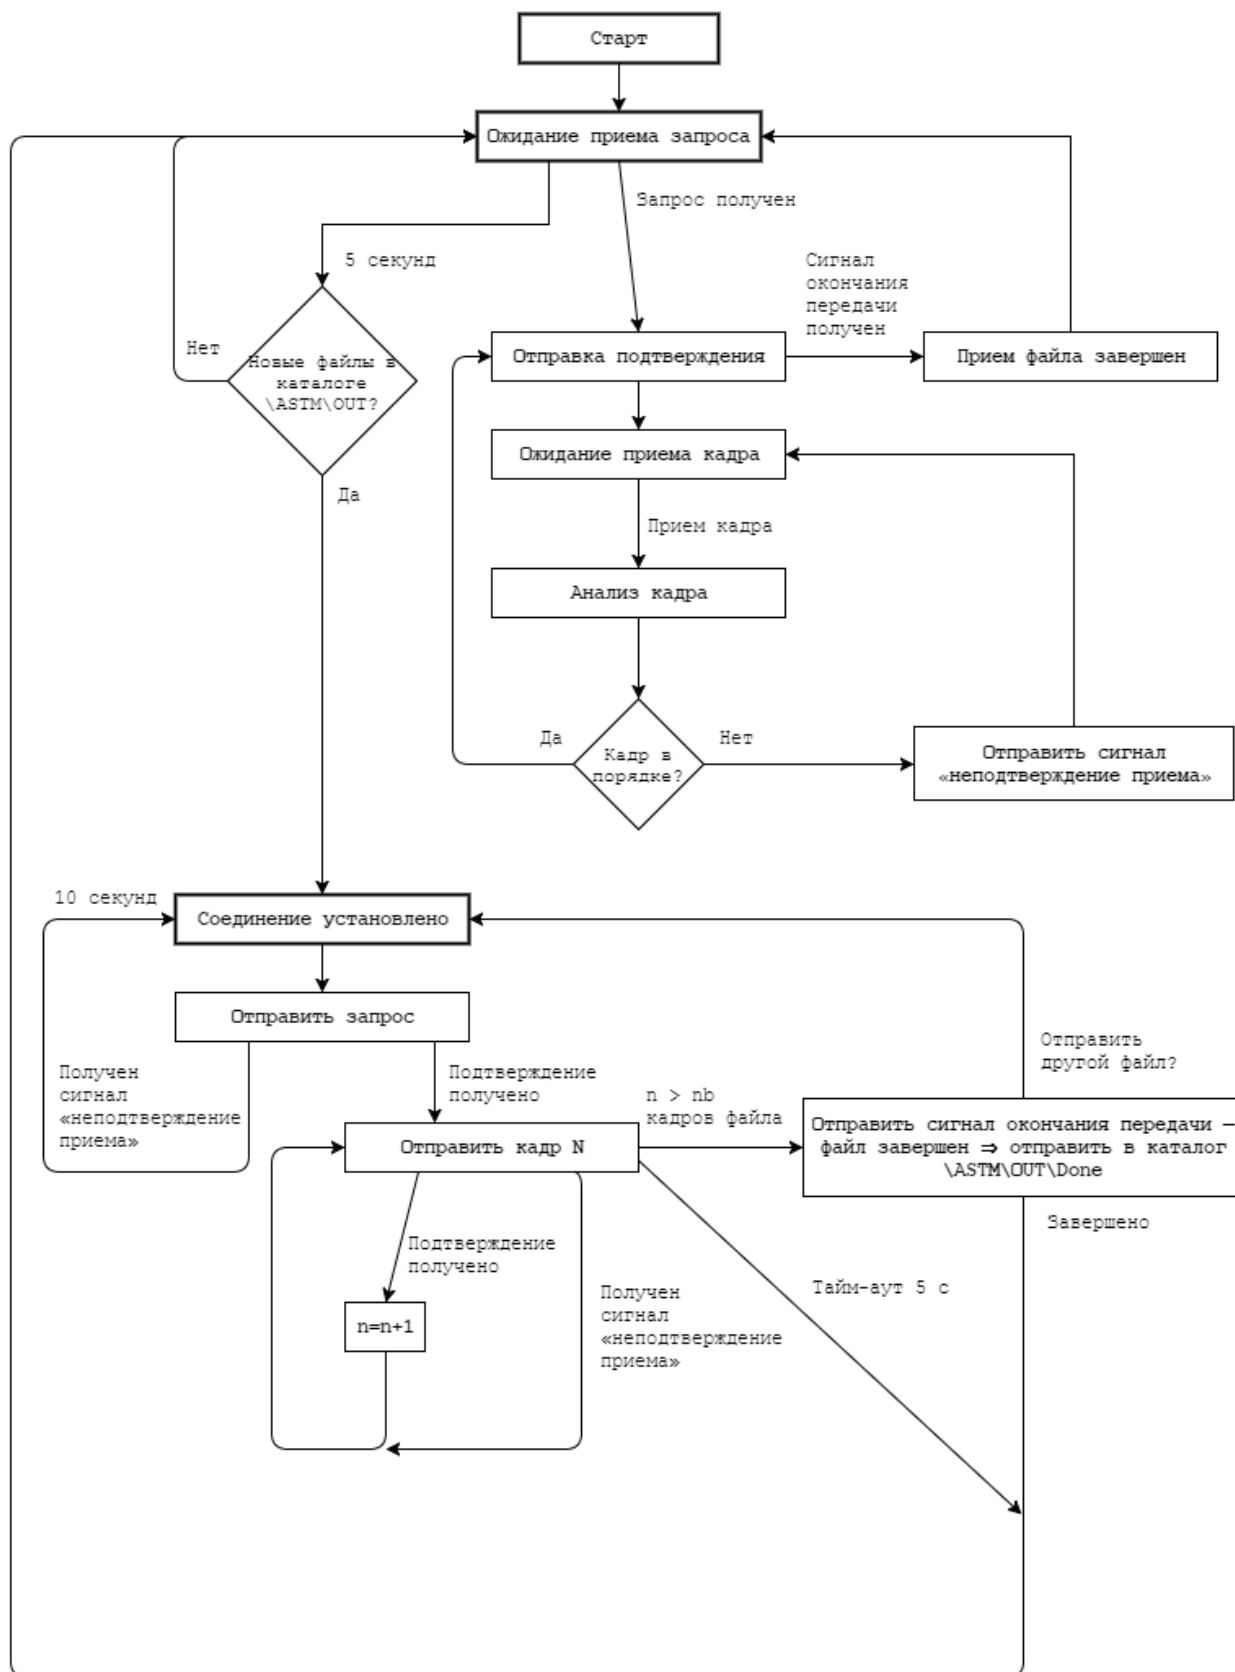 Старт
Ожидание приема запроса
Запрос получен
5 секунд
Сигнал
окончания
передачи
получен
Нет
Новые файлы в
каталоге
\ASTM\OUT?
Отправка подтверждения
Прием файла завершен
Ожидание приема кадра
Да
Прием кадра
Анализ кадра
Да
Кадр в
порядке?
Нет
Отправить сигнал
«неподтверждение приема»
10 секунд
Соединение установлено
Отправить запрос
Отправить
другой файл?
Получен
сигнал
«неподтверждение
приема»
Подтверждение
получено
n > nb
кадров файла
Отправить кадр N
Отправить сигнал окончания передачи —
файл завершен ⇒ отправить в каталог
\ASTM\OUT\Done
Завершено
Подтверждение
получено
Тайм-аут 5 с
Получен
сигнал
«неподтверждение
приема»
n=n+1